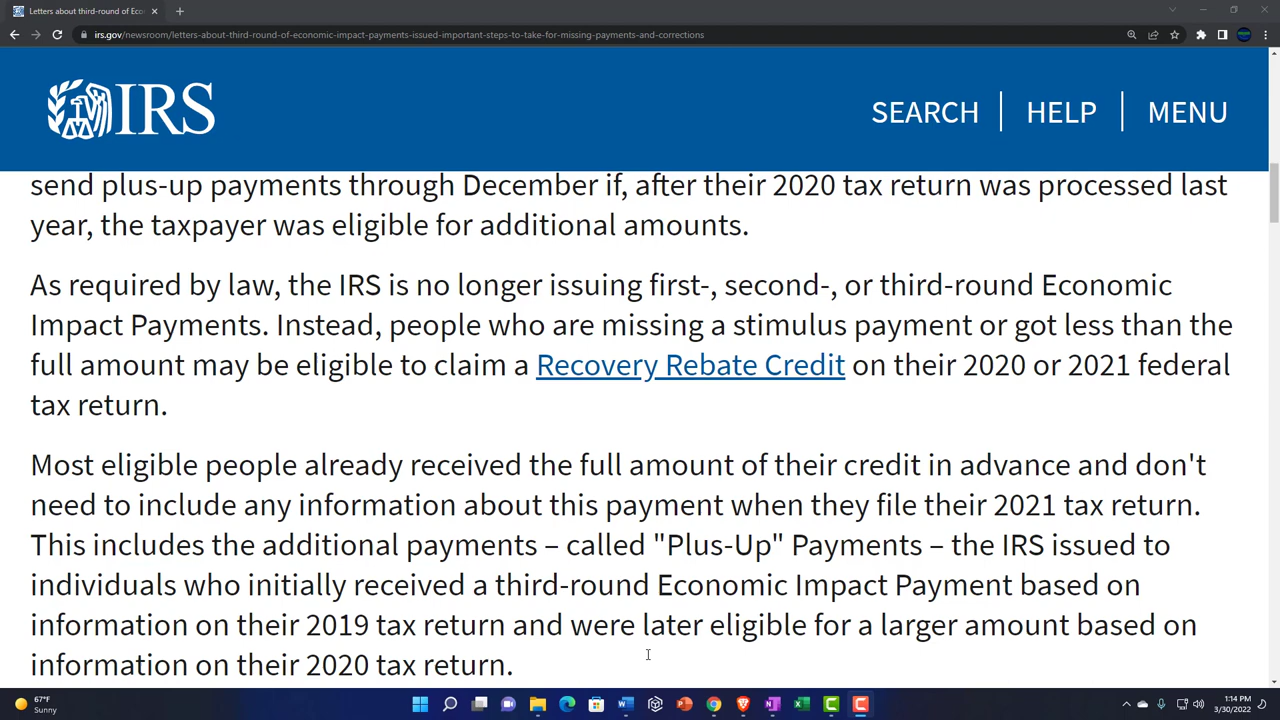 Letters about third-round of Eco
irs.gov/newsroom/letters-about-third-round-of-economic-impact-payments-issued-important-steps-to-take-for-missing-payments-and-corrections
IRS
SEARCH
HELP
MENU
send plus-up payments through December if, after their 2020 tax return was processed last
year, the taxpayer was eligible for additional amounts.
As required by law, the IRS is no longer issuing first-, second-, or third-round Economic
Impact Payments. Instead, people who are missing a stimulus payment or got less than the
full amount may be eligible to claim a Recovery Rebate Credit on their 2020 or 2021 federal
tax return.
Most eligible people already received the full amount of their credit in advance and don't
need to include any information about this payment when they file their 2021 tax return.
This includes the additional payments – called "Plus-Up" Payments – the IRS issued to
individuals who initially received a third-round Economic Impact Payment based on
information on their 2019 tax return and were later eligible for a larger amount based on
information on their 2020 tax return.
67°F
Sunny
1:14 PM
3/30/2022